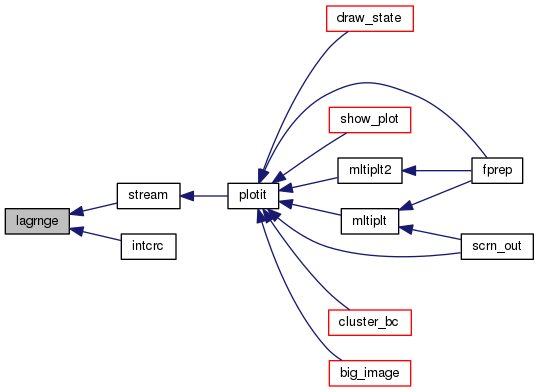 draw_state
show_plot
mltiplt2
fprep
stream
plotit
lagrnge
mltiplt
intcrc
scrn_out
cluster_bc
big_image